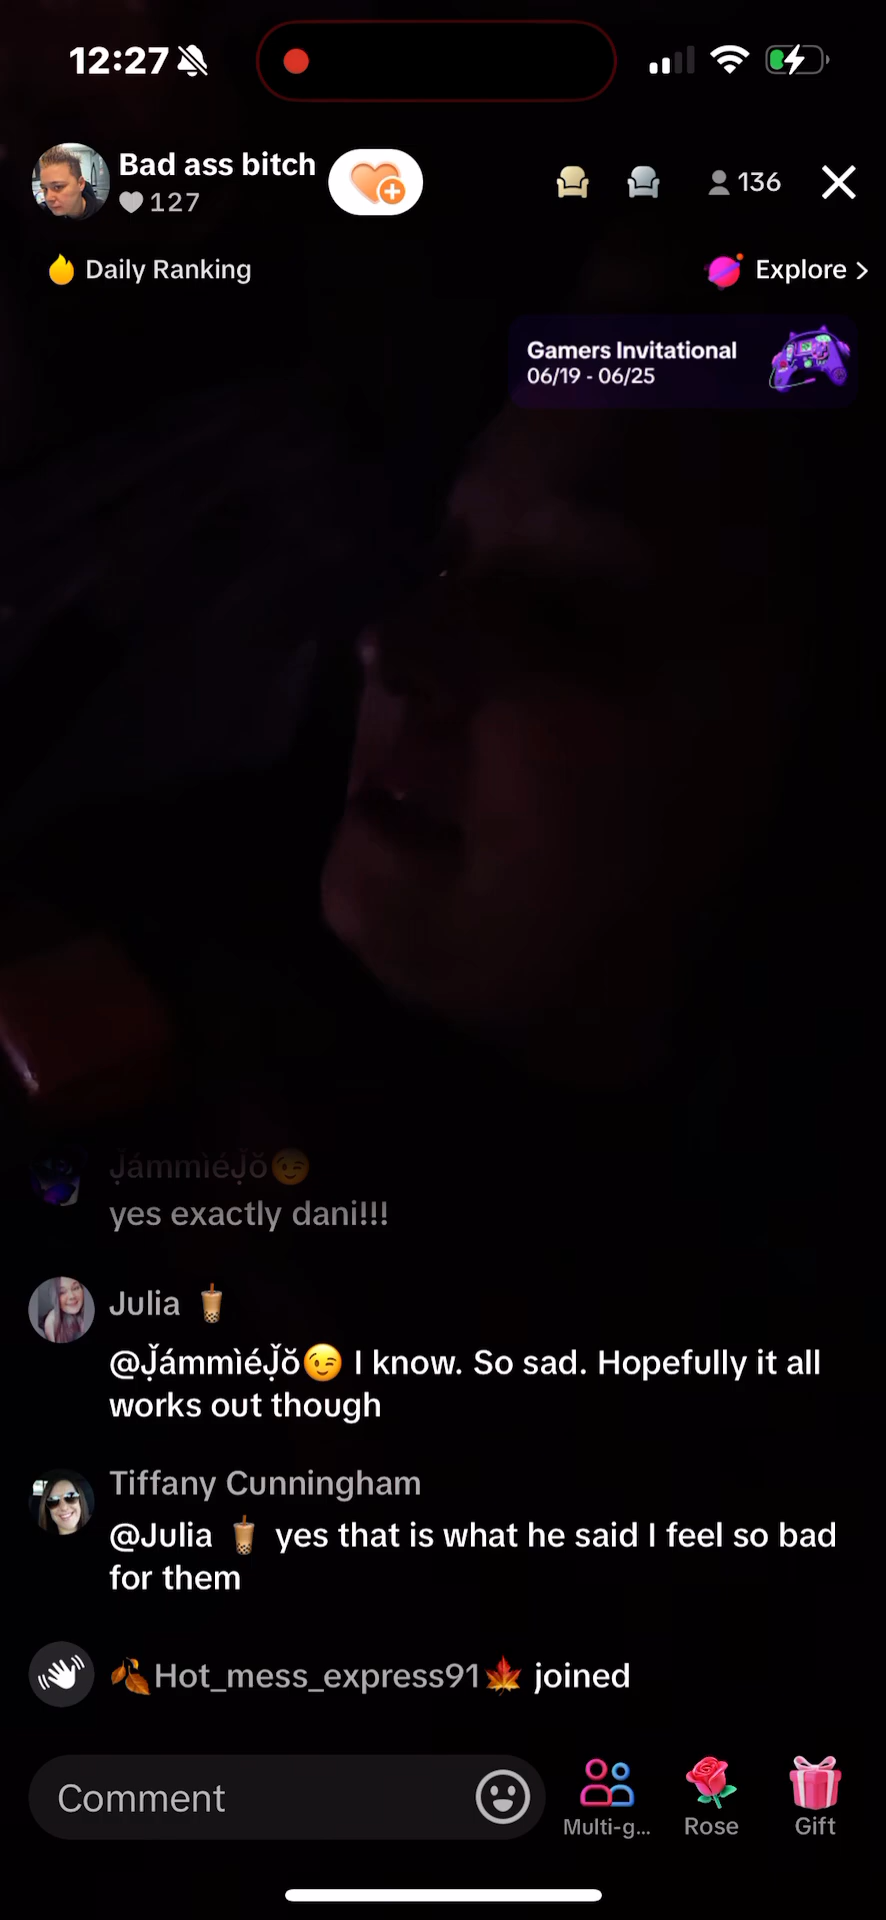 12:27
Bad ass bitch
127
136
Daily Ranking
Explore >
Gamers Invitational
06/19 - 06/25
J̣̌ámmìéJ̣̌ŏ😉
yes exactly dani!!!
Julia 🧋
@J̣̌ámmìéJ̣̌ŏ😉 I know. So sad. Hopefully it all
works out though
Tiffany Cunningham
@Julia 🧋 yes that is what he said I feel so bad
for them
🍂Hot_mess_express91🍁 joined
Comment
Multi-g...
Rose
Gift